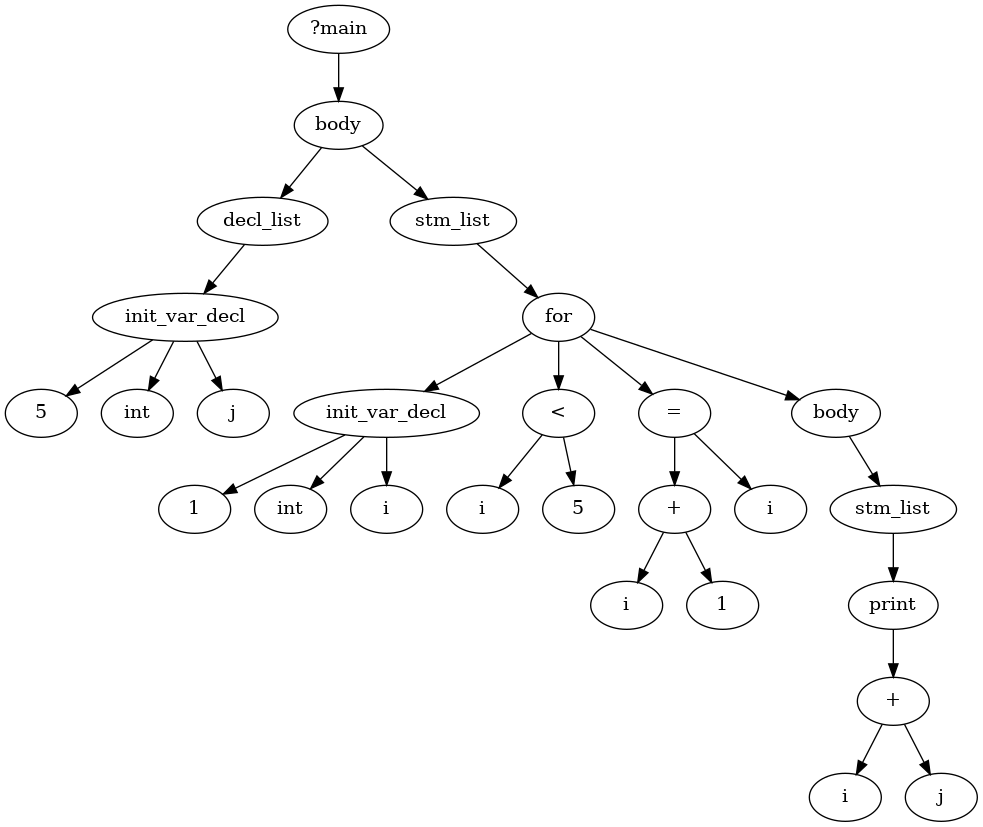 ?main
body
decl_list
stm_list
init_var_decl
for
5
int
j
init_var_decl
<
=
body
1
int
i
i
5
+
i
stm_list
i
1
print
+
i
j